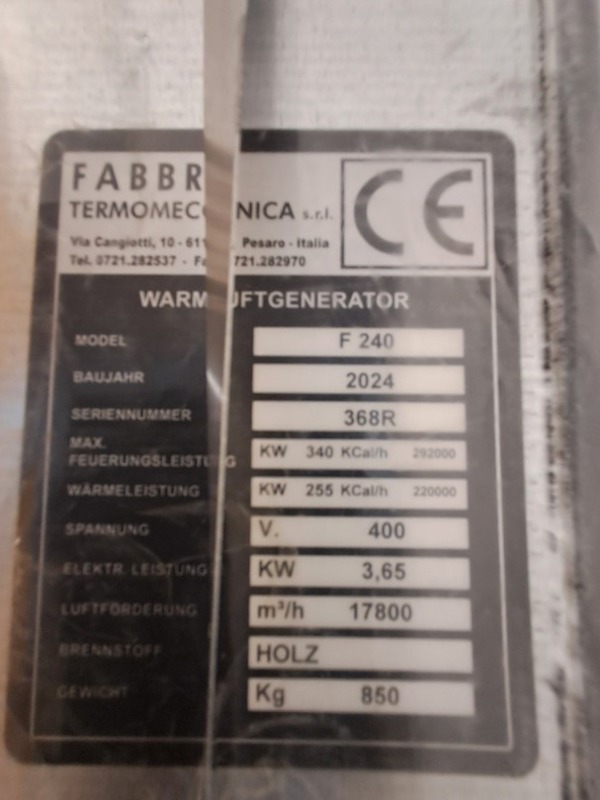 FABBR
TERMOMEC NICA s.r.l.
Via Cangiotti, 10 - 61 Pesaro - Italia
Tel. 0721.282537 - Fa 721.282970
CE
WARM UFTGENERATOR
MODEL F 240
BAUJAHR 2024
SERIENNUMMER 368R
MAX.
FEUERUNGSLEISTUNG KW 340 KCal/h 292000
WÄRMELEISTUNG KW 255 KCal/h 220000
SPANNUNG V. 400
ELEKTR. LEISTUNG KW 3,65
LUFTFÖRDERUNG m³/h 17800
BRENNSTOFF HOLZ
GEWICHT Kg 850